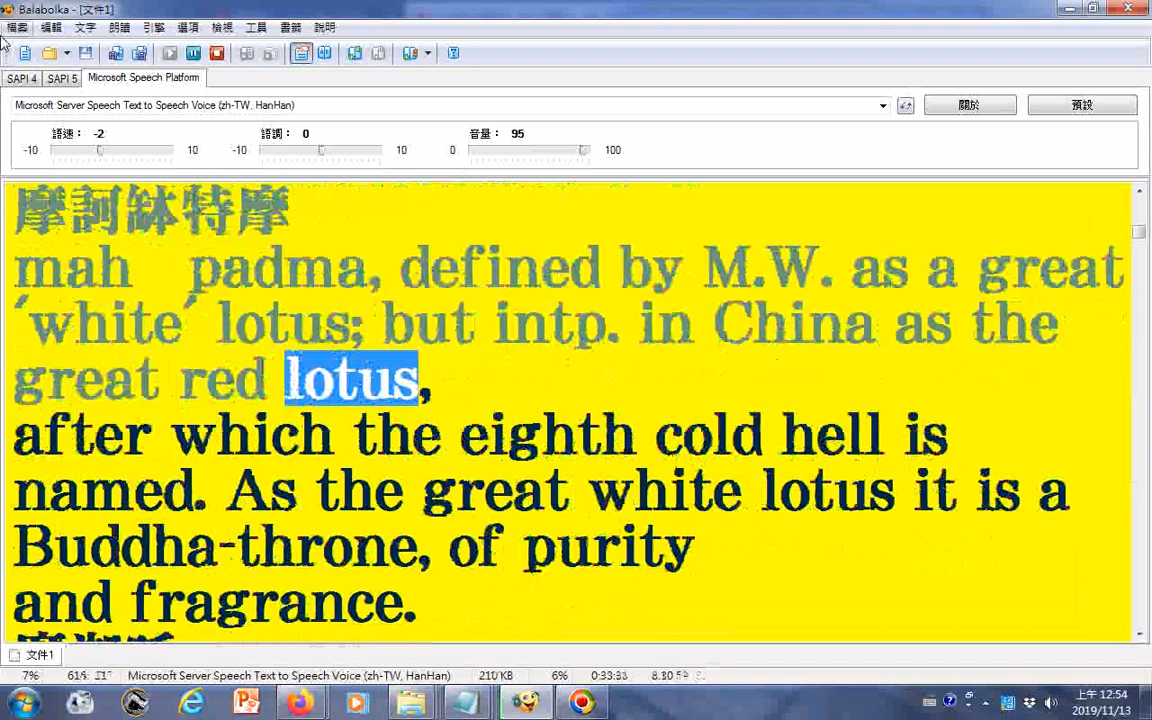 Balabolka - [文件1]
檔案 編輯 文字 朗讀 引擎 選項 檢視 工具 書籤 說明
SAPI 4 SAPI 5 Microsoft Speech Platform
Microsoft Server Speech Text to Speech Voice (zh-TW, HanHan) 關於 預設
語速： -2 語調： 0 音量： 95
-10 10 -10 10 0 100
摩訶缽特摩
mah padma, defined by M.W. as a great
'white' lotus; but intp. in China as the
great red lotus,
after which the eighth cold hell is
named. As the great white lotus it is a
Buddha-throne, of purity
and fragrance.
文件1
7% Microsoft Server Speech Text to Speech Voice (zh-TW, HanHan) 210 KB 6%
上午 12:54
2019/11/13